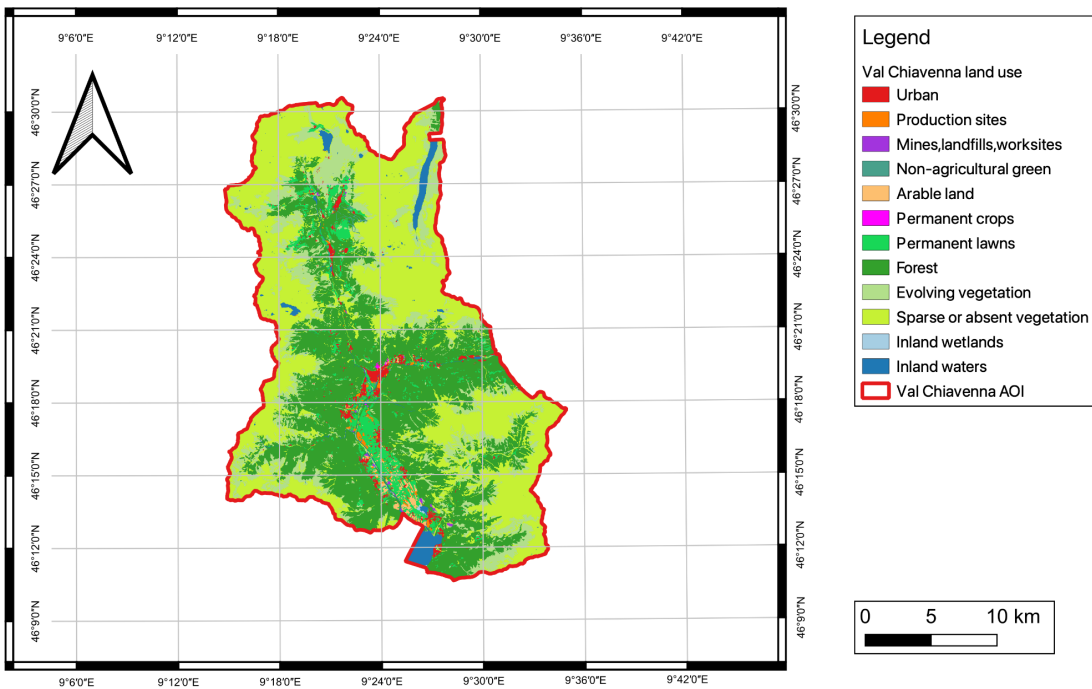 9°6'0"E 9°12'0"E 9°18'0"E 9°24'0"E 9°30'0"E 9°36'0"E 9°42'0"E
46°30'0"N 46°30'0"N
46°27'0"N 46°27'0"N
46°24'0"N 46°24'0"N
46°21'0"N 46°21'0"N
46°18'0"N 46°18'0"N
46°15'0"N 46°15'0"N
46°12'0"N 46°12'0"N
46°9'0"N 46°9'0"N
9°6'0"E 9°12'0"E 9°18'0"E 9°24'0"E 9°30'0"E 9°36'0"E 9°42'0"E
Legend
Val Chiavenna land use
Urban
Production sites
Mines,landfills,worksites
Non-agricultural green
Arable land
Permanent crops
Permanent lawns
Forest
Evolving vegetation
Sparse or absent vegetation
Inland wetlands
Inland waters
Val Chiavenna AOI
0 5 10 km